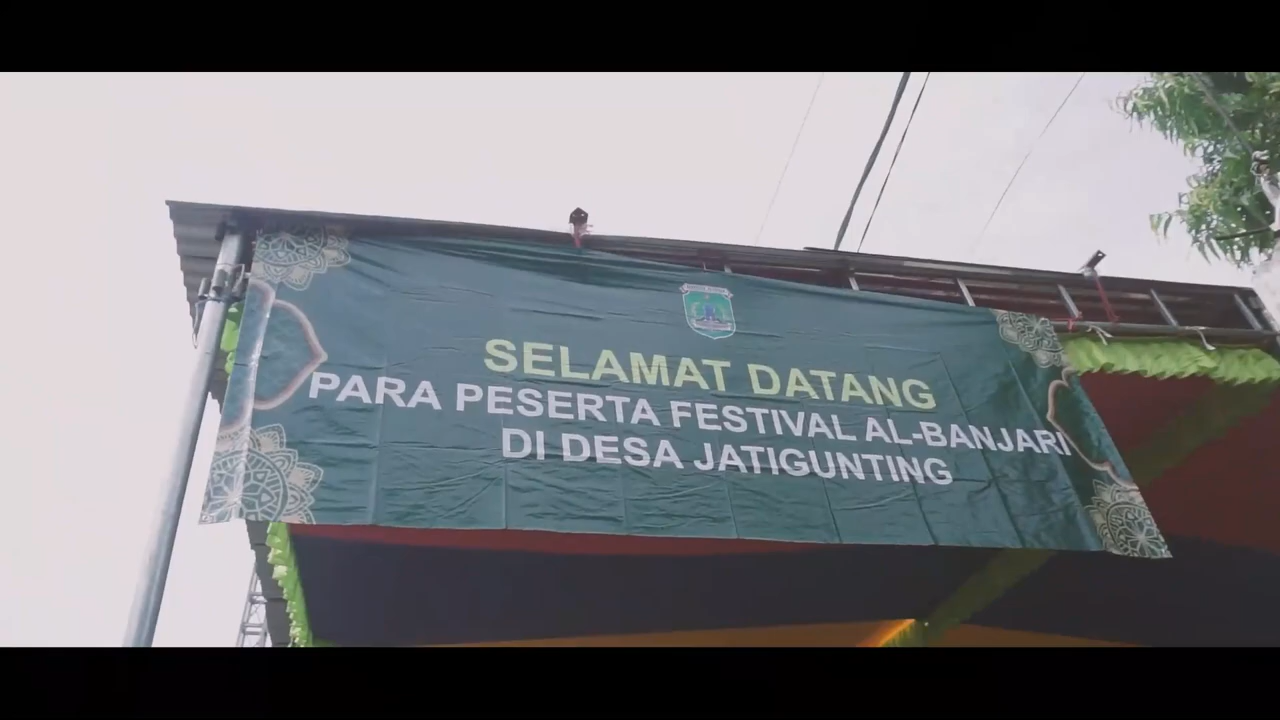 SELAMAT DATANG
PARA PESERTA FESTIVAL AL-BANJARI
DI DESA JATIGUNTING